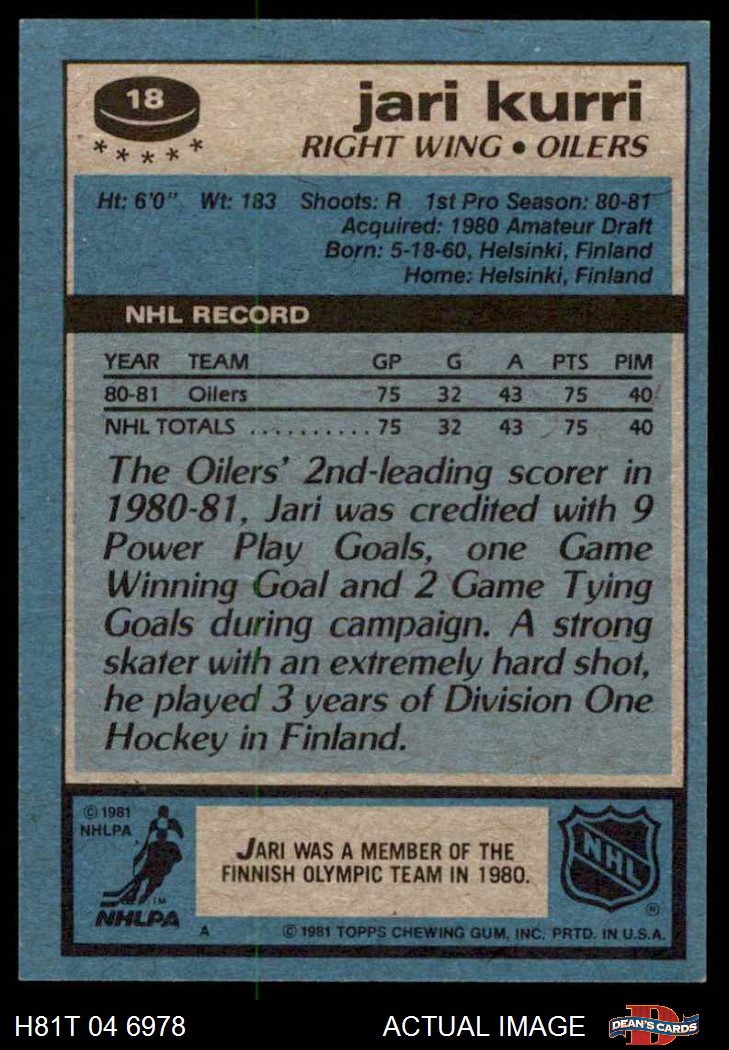 18
jari kurri
RIGHT WING • OILERS
Ht: 6'0" Wt: 183 Shoots: R 1st Pro Season: 80-81
Acquired: 1980 Amateur Draft
Born: 5-18-60, Helsinki, Finland
Home: Helsinki, Finland
NHL RECORD
YEAR TEAM GP G A PTS PIM
80-81 Oilers 75 32 43 75 40
NHL TOTALS .......... 75 32 43 75 40
The Oilers' 2nd-leading scorer in
1980-81, Jari was credited with 9
Power Play Goals, one Game
Winning Goal and 2 Game Tying
Goals during campaign. A strong
skater with an extremely hard shot,
he played 3 years of Division One
Hockey in Finland.
© 1981
NHLPA
TM
NHLPA
JARI WAS A MEMBER OF THE
FINNISH OLYMPIC TEAM IN 1980.
NHL
®
A © 1981 TOPPS CHEWING GUM, INC. PRTD. IN U.S.A.
H81T 04 6978 ACTUAL IMAGE D DEAN'S CARDS